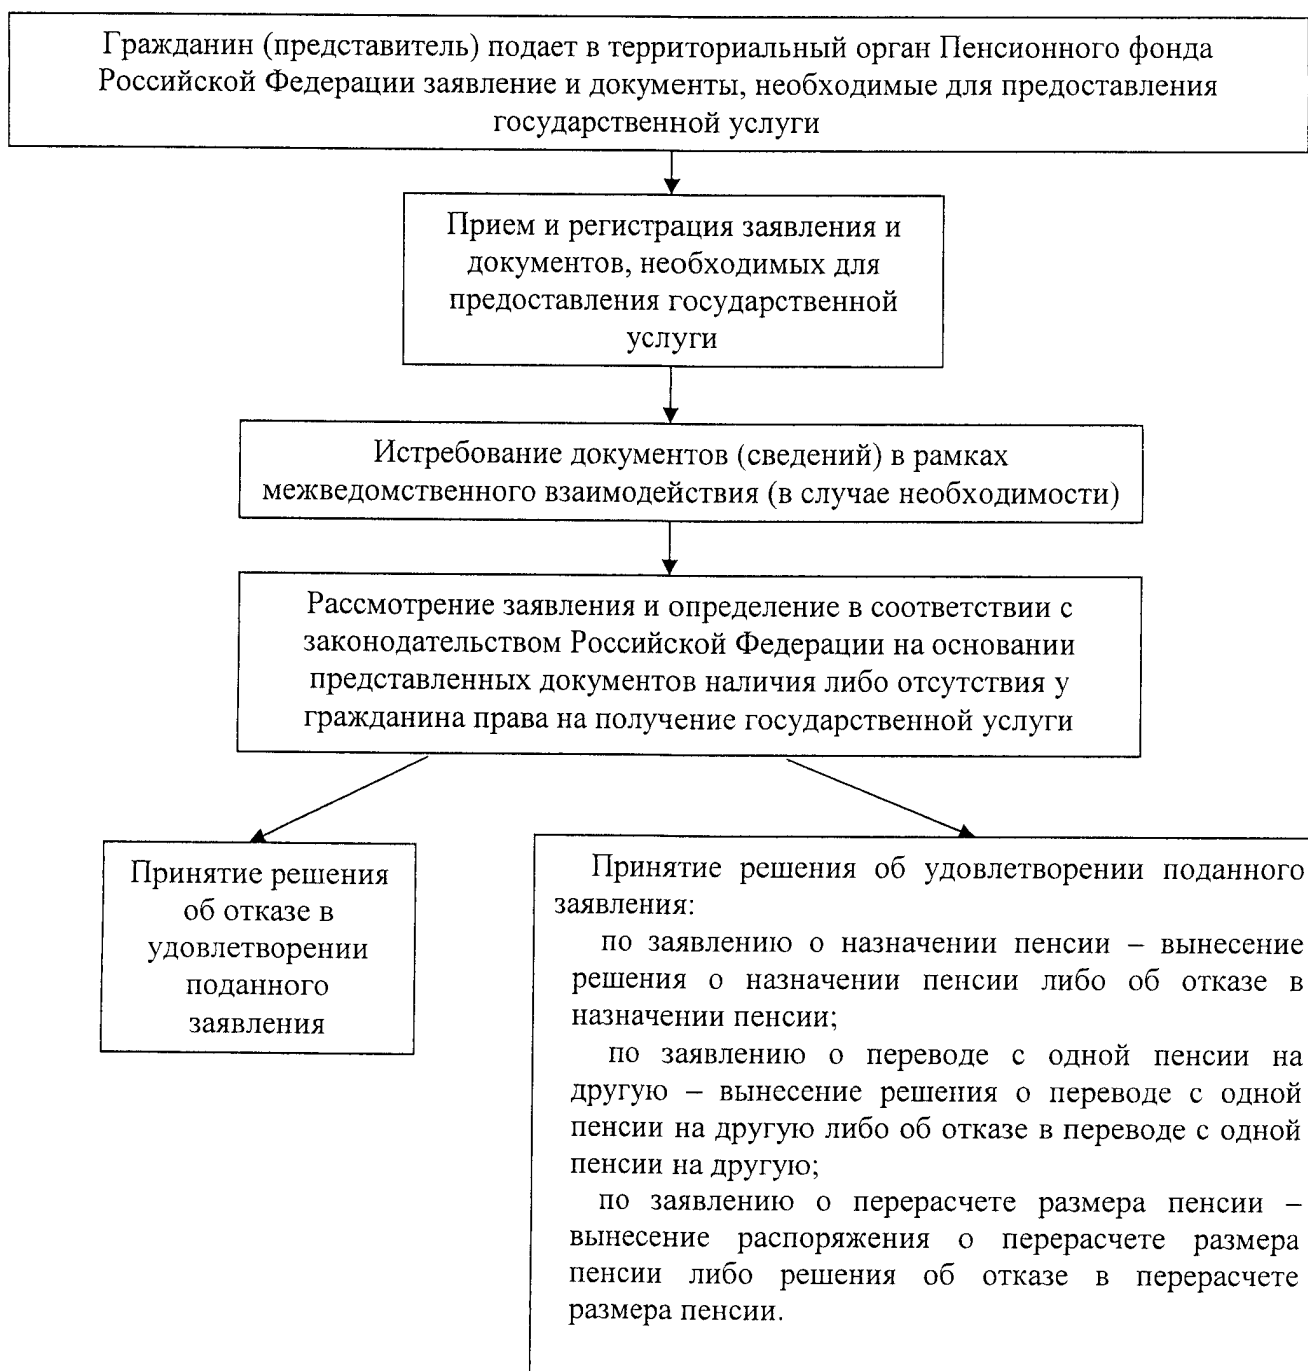 Гражданин (представитель) подает в территориальный орган Пенсионного фонда
Российской Федерации заявление и документы, необходимые для предоставления
государственной услуги
Прием и регистрация заявления и
документов, необходимых для
предоставления государственной
услуги
Истребование документов (сведений) в рамках
межведомственного взаимодействия (в случае необходимости)
Рассмотрение заявления и определение в соответствии с
законодательством Российской Федерации на основании
представленных документов наличия либо отсутствия у
гражданина права на получение государственной услуги
Принятие решения
об отказе в
удовлетворении
поданного
заявления
Принятие решения об удовлетворении поданного
заявления:
по заявлению о назначении пенсии – вынесение
решения о назначении пенсии либо об отказе в
назначении пенсии;
по заявлению о переводе с одной пенсии на
другую – вынесение решения о переводе с одной
пенсии на другую либо об отказе в переводе с одной
пенсии на другую;
по заявлению о перерасчете размера пенсии –
вынесение распоряжения о перерасчете размера
пенсии либо решения об отказе в перерасчете
размера пенсии.